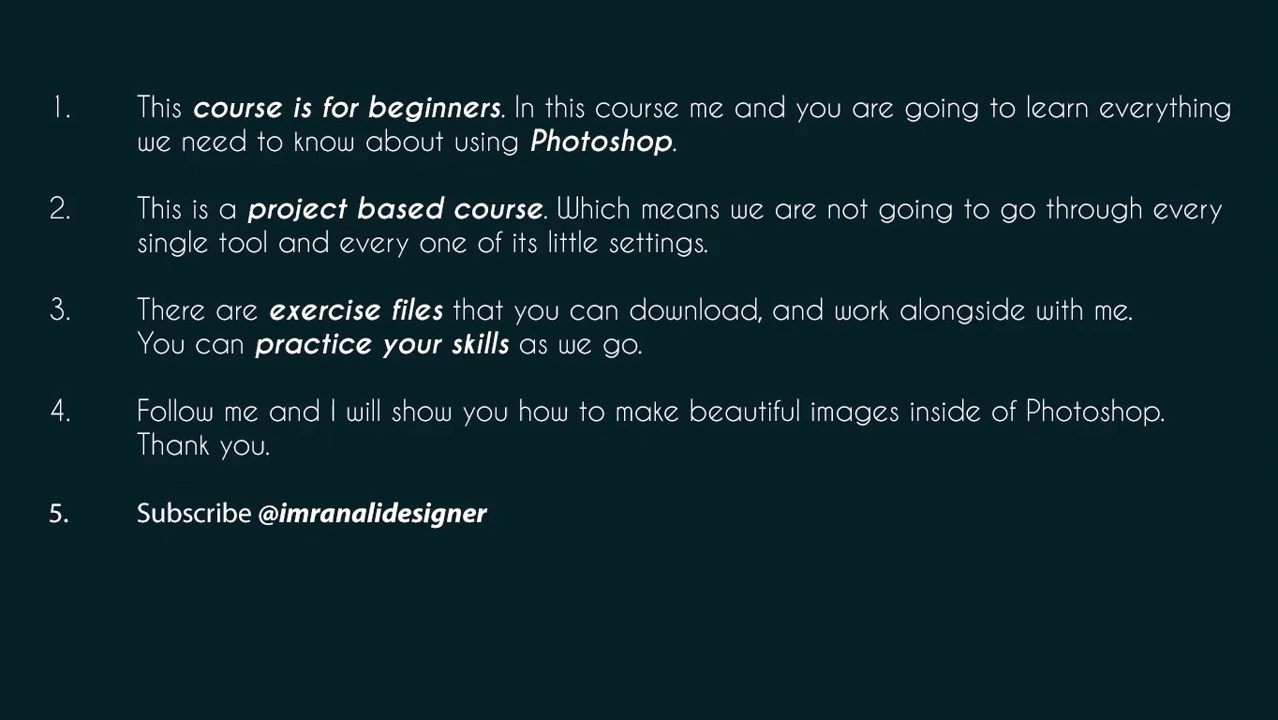 1. This course is for beginners. In this course me and you are going to learn everything
we need to know about using Photoshop.
2. This is a project based course. Which means we are not going to go through every
single tool and every one of its little settings.
3. There are exercise files that you can download, and work alongside with me.
You can practice your skills as we go.
4. Follow me and I will show you how to make beautiful images inside of Photoshop.
Thank you.
5. Subscribe @imranalidesigner